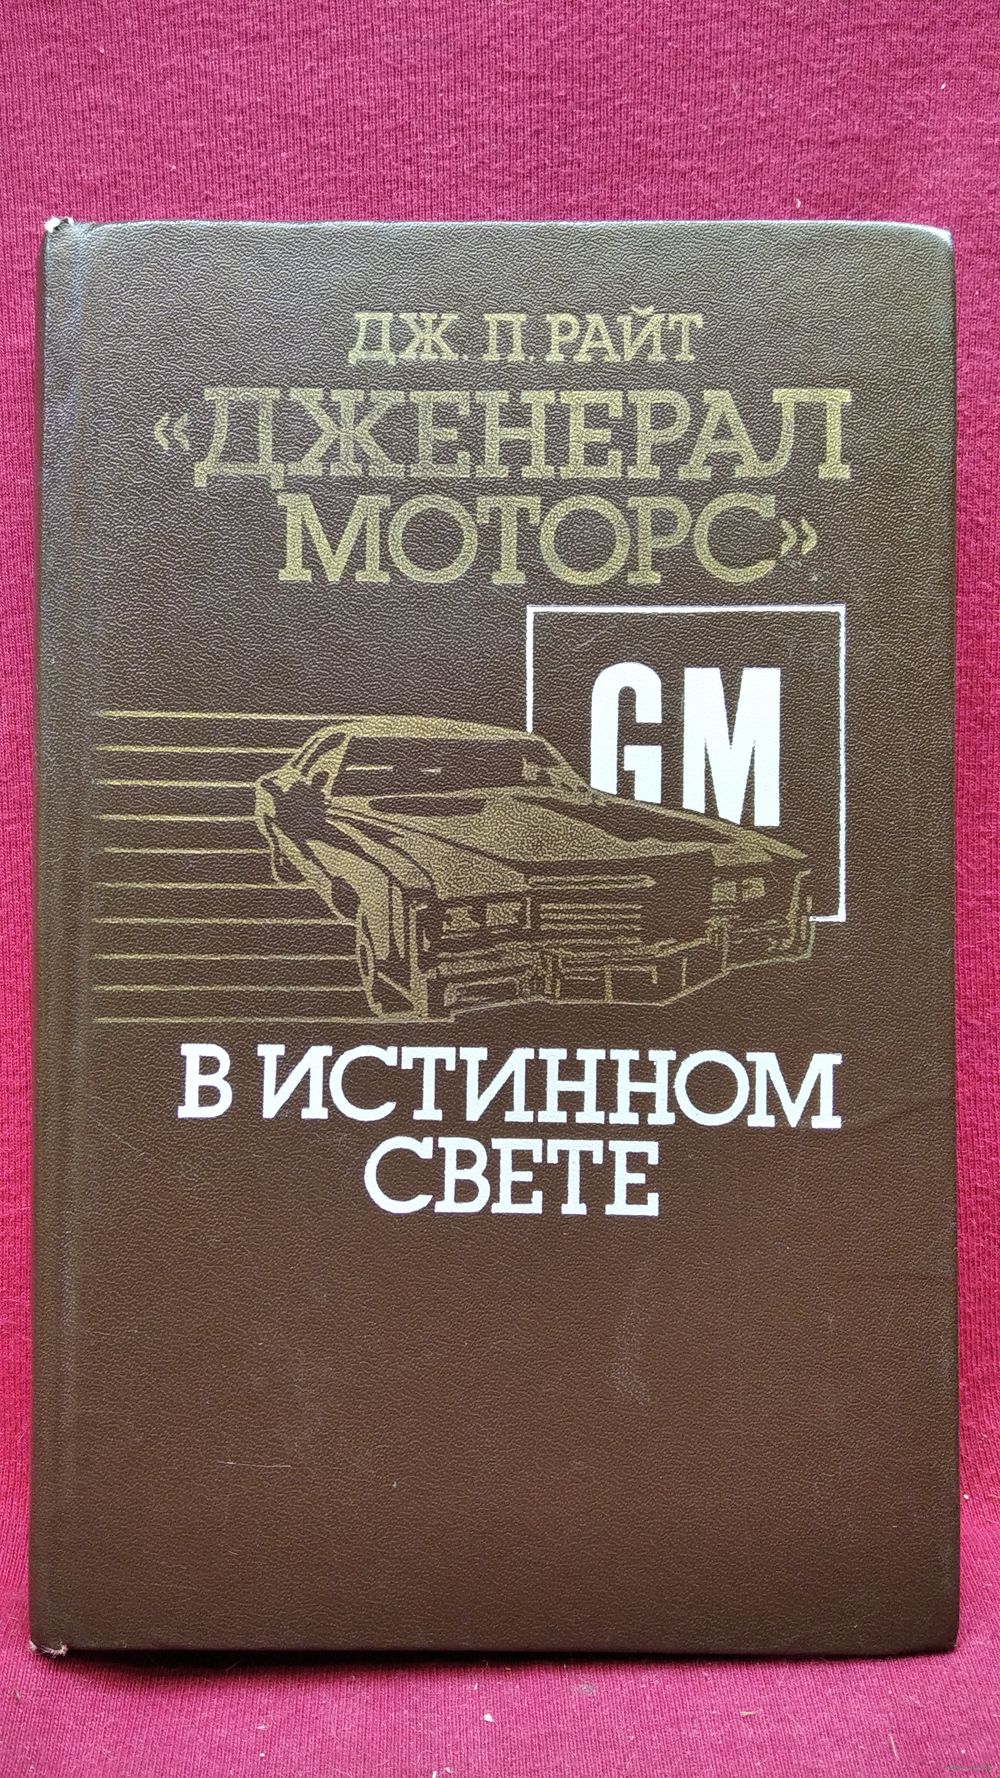 ДЖ. П. РАЙТ
«ДЖЕНЕРАЛ
МОТОРС»
GM
В ИСТИННОМ
СВЕТЕ